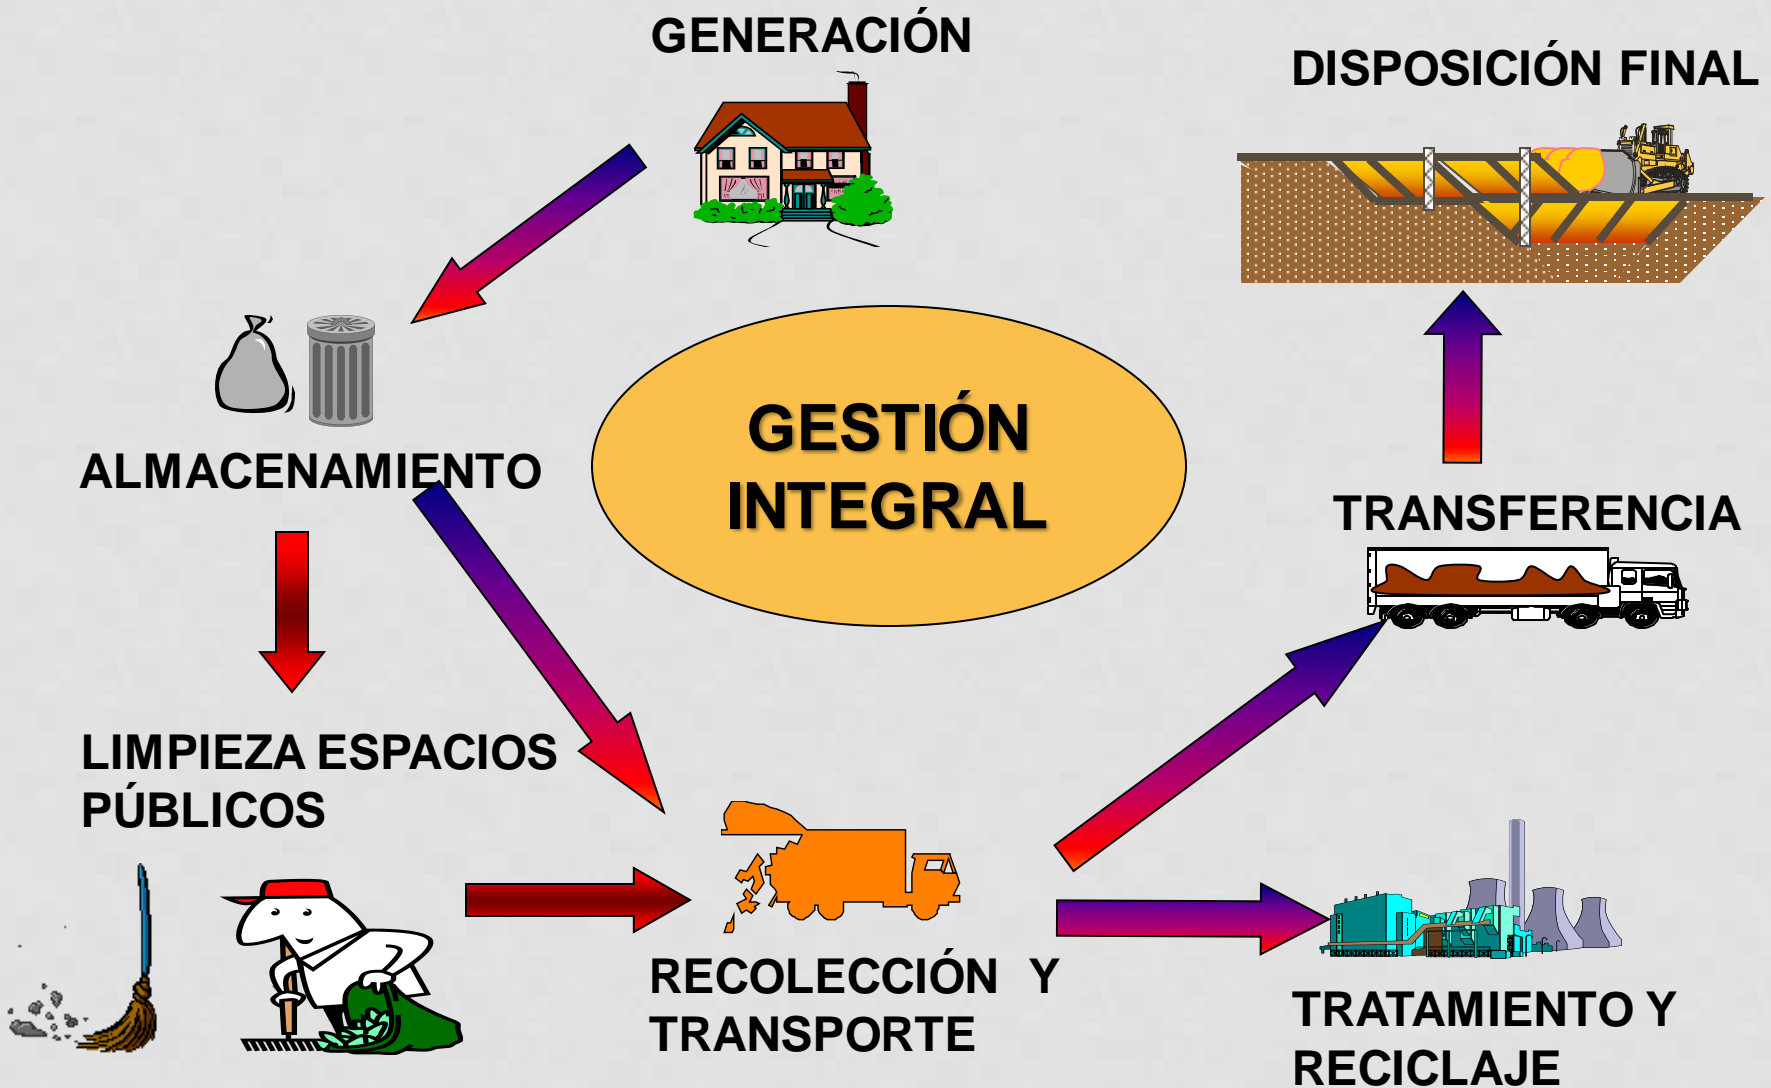 GENERACIÓN
DISPOSICIÓN FINAL
GESTIÓN
INTEGRAL
ALMACENAMIENTO
TRANSFERENCIA
LIMPIEZA ESPACIOS
PÚBLICOS
RECOLECCIÓN Y
TRANSPORTE
TRATAMIENTO Y
RECICLAJE